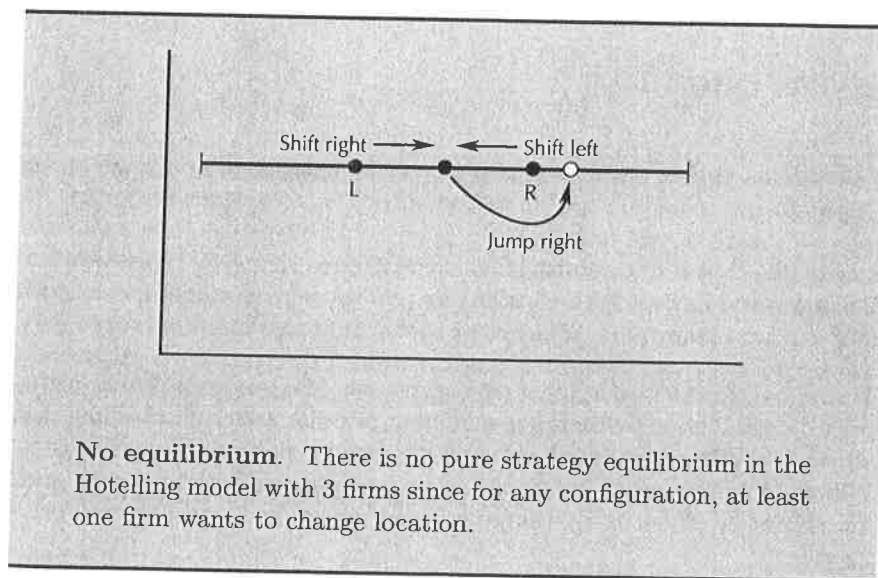 Shift right
Shift left
L
R
Jump right
No equilibrium. There is no pure strategy equilibrium in the
Hotelling model with 3 firms since for any configuration, at least
one firm wants to change location.